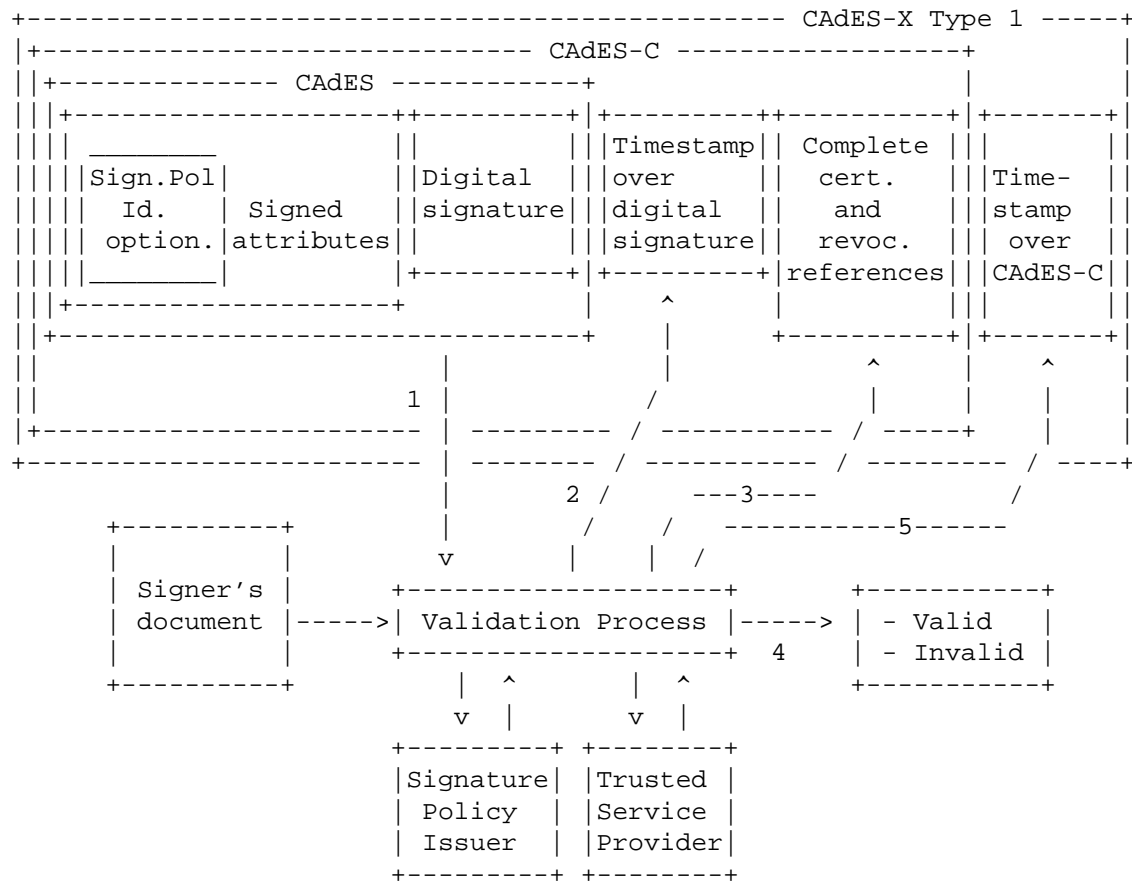 +---------------------------------------------------- CAdES-X Type 1 -----+
|+---------------------------------- CAdES-C --------------------+          |
||+-------------- CAdES ------------+                            |          |
|||+----------------------++---------+|+----------++-----------+|+-------+|
|||| ________              ||         |||Timestamp || Complete  |||       ||
|||||Sign.Pol|             ||Digital  |||over      ||  cert.    |||Time-  ||
|||||  Id.   | Signed      ||signature|||digital   ||   and     |||stamp  ||
||||| option.|attributes   ||         |||signature ||  revoc.   ||| over  ||
|||||________|             |+---------+|+----------+|references |||CAdES-C||
|||+----------------------+           |     ^       |           |||       ||
||+-----------------------------------+     |       +-----------+|+-------+|
||                          |               |             ^      |    ^    |
||                        1 |              /              |      |    |    |
|+------------------------- | --------- / ----------- / -----+    |    |
+-------------------------- | -------- / ----------- / --------- / ----+
                            |       2 /     ---3----            /
      +----------+          |        /    /   -----------5------
      |          |          v       |    |  /
      | Signer's |      +--------------------+       +-----------+
      | document |----->| Validation Process |-----> | - Valid   |
      |          |      +--------------------+  4    | - Invalid |
      +----------+          |  ^       |  ^          +-----------+
                            v  |       v  |
                        +---------+ +--------+
                        |Signature| |Trusted |
                        | Policy  | |Service |
                        | Issuer  | |Provider|
                        +---------+ +--------+